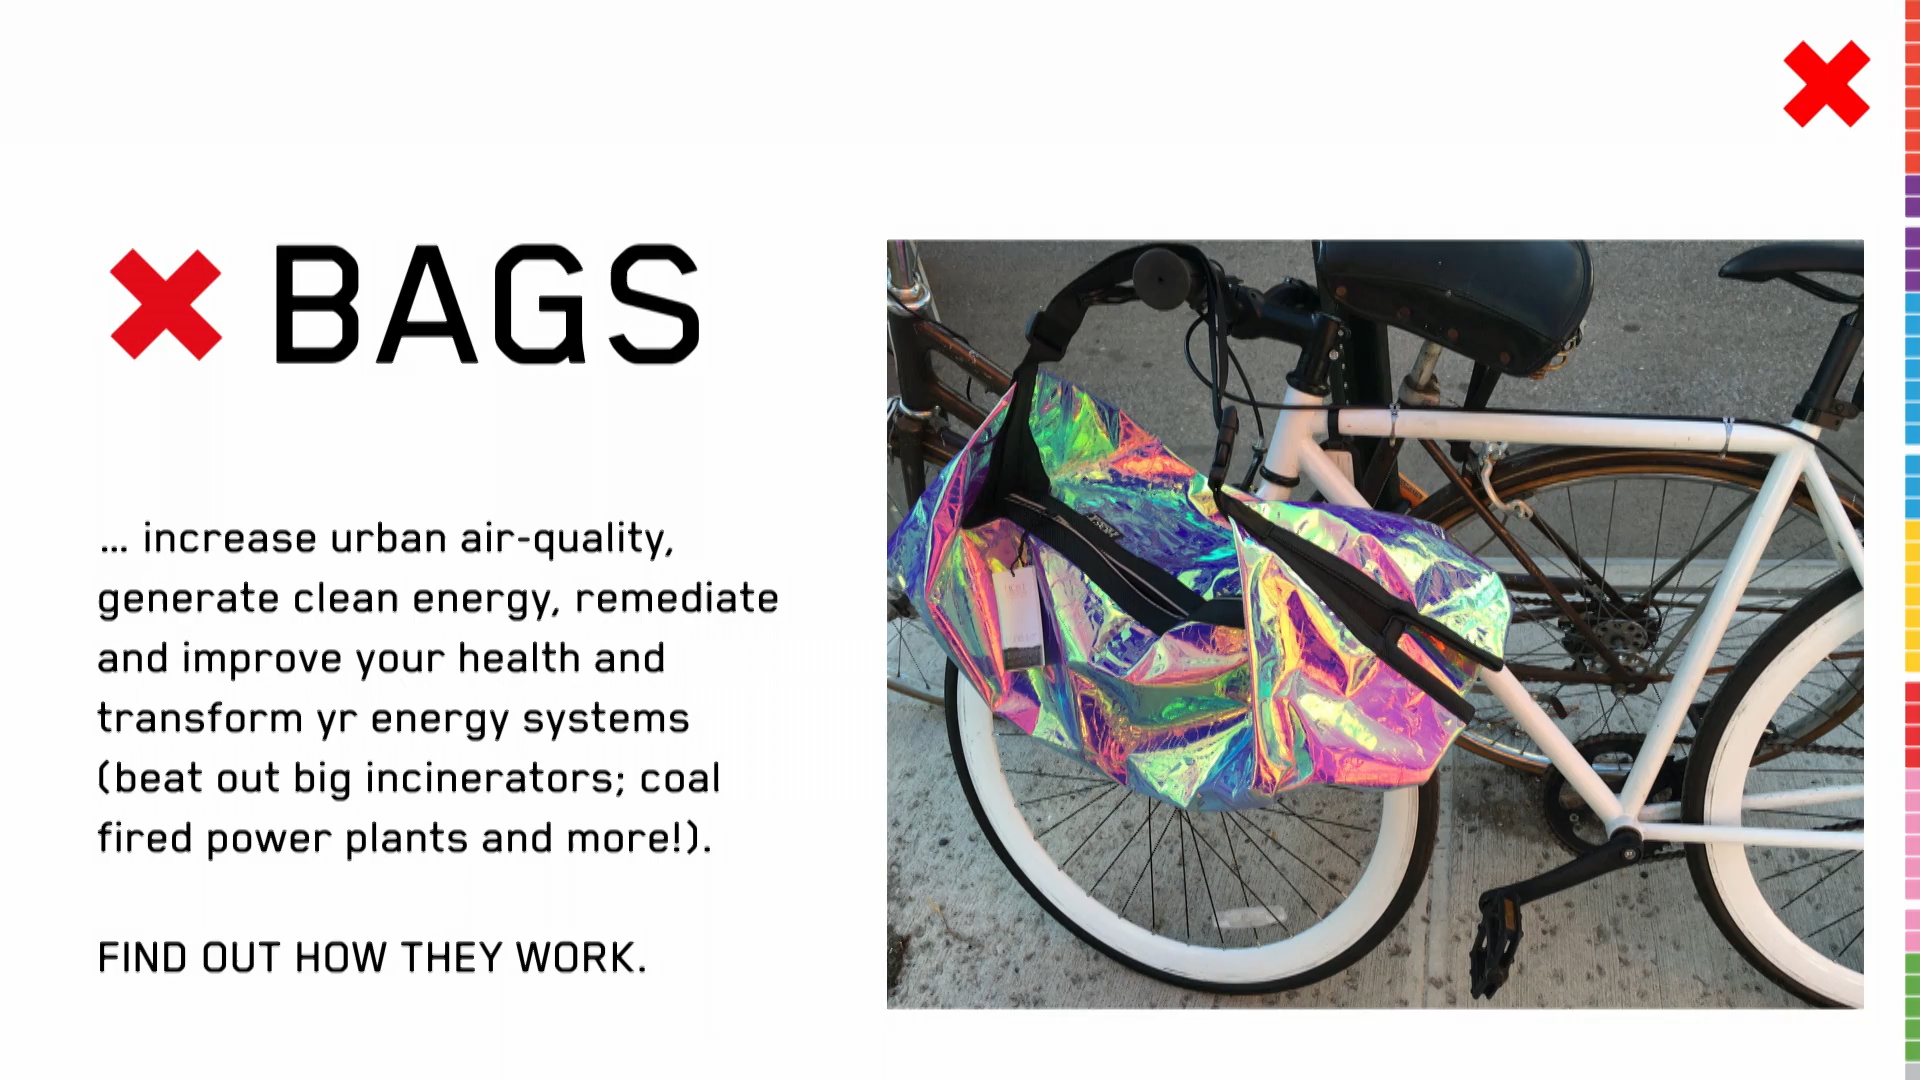 BAGS
... increase urban air-quality,
generate clean energy, remediate
and improve your health and
transform yr energy systems
(beat out big incinerators; coal
fired power plants and more!).
FIND OUT HOW THEY WORK.